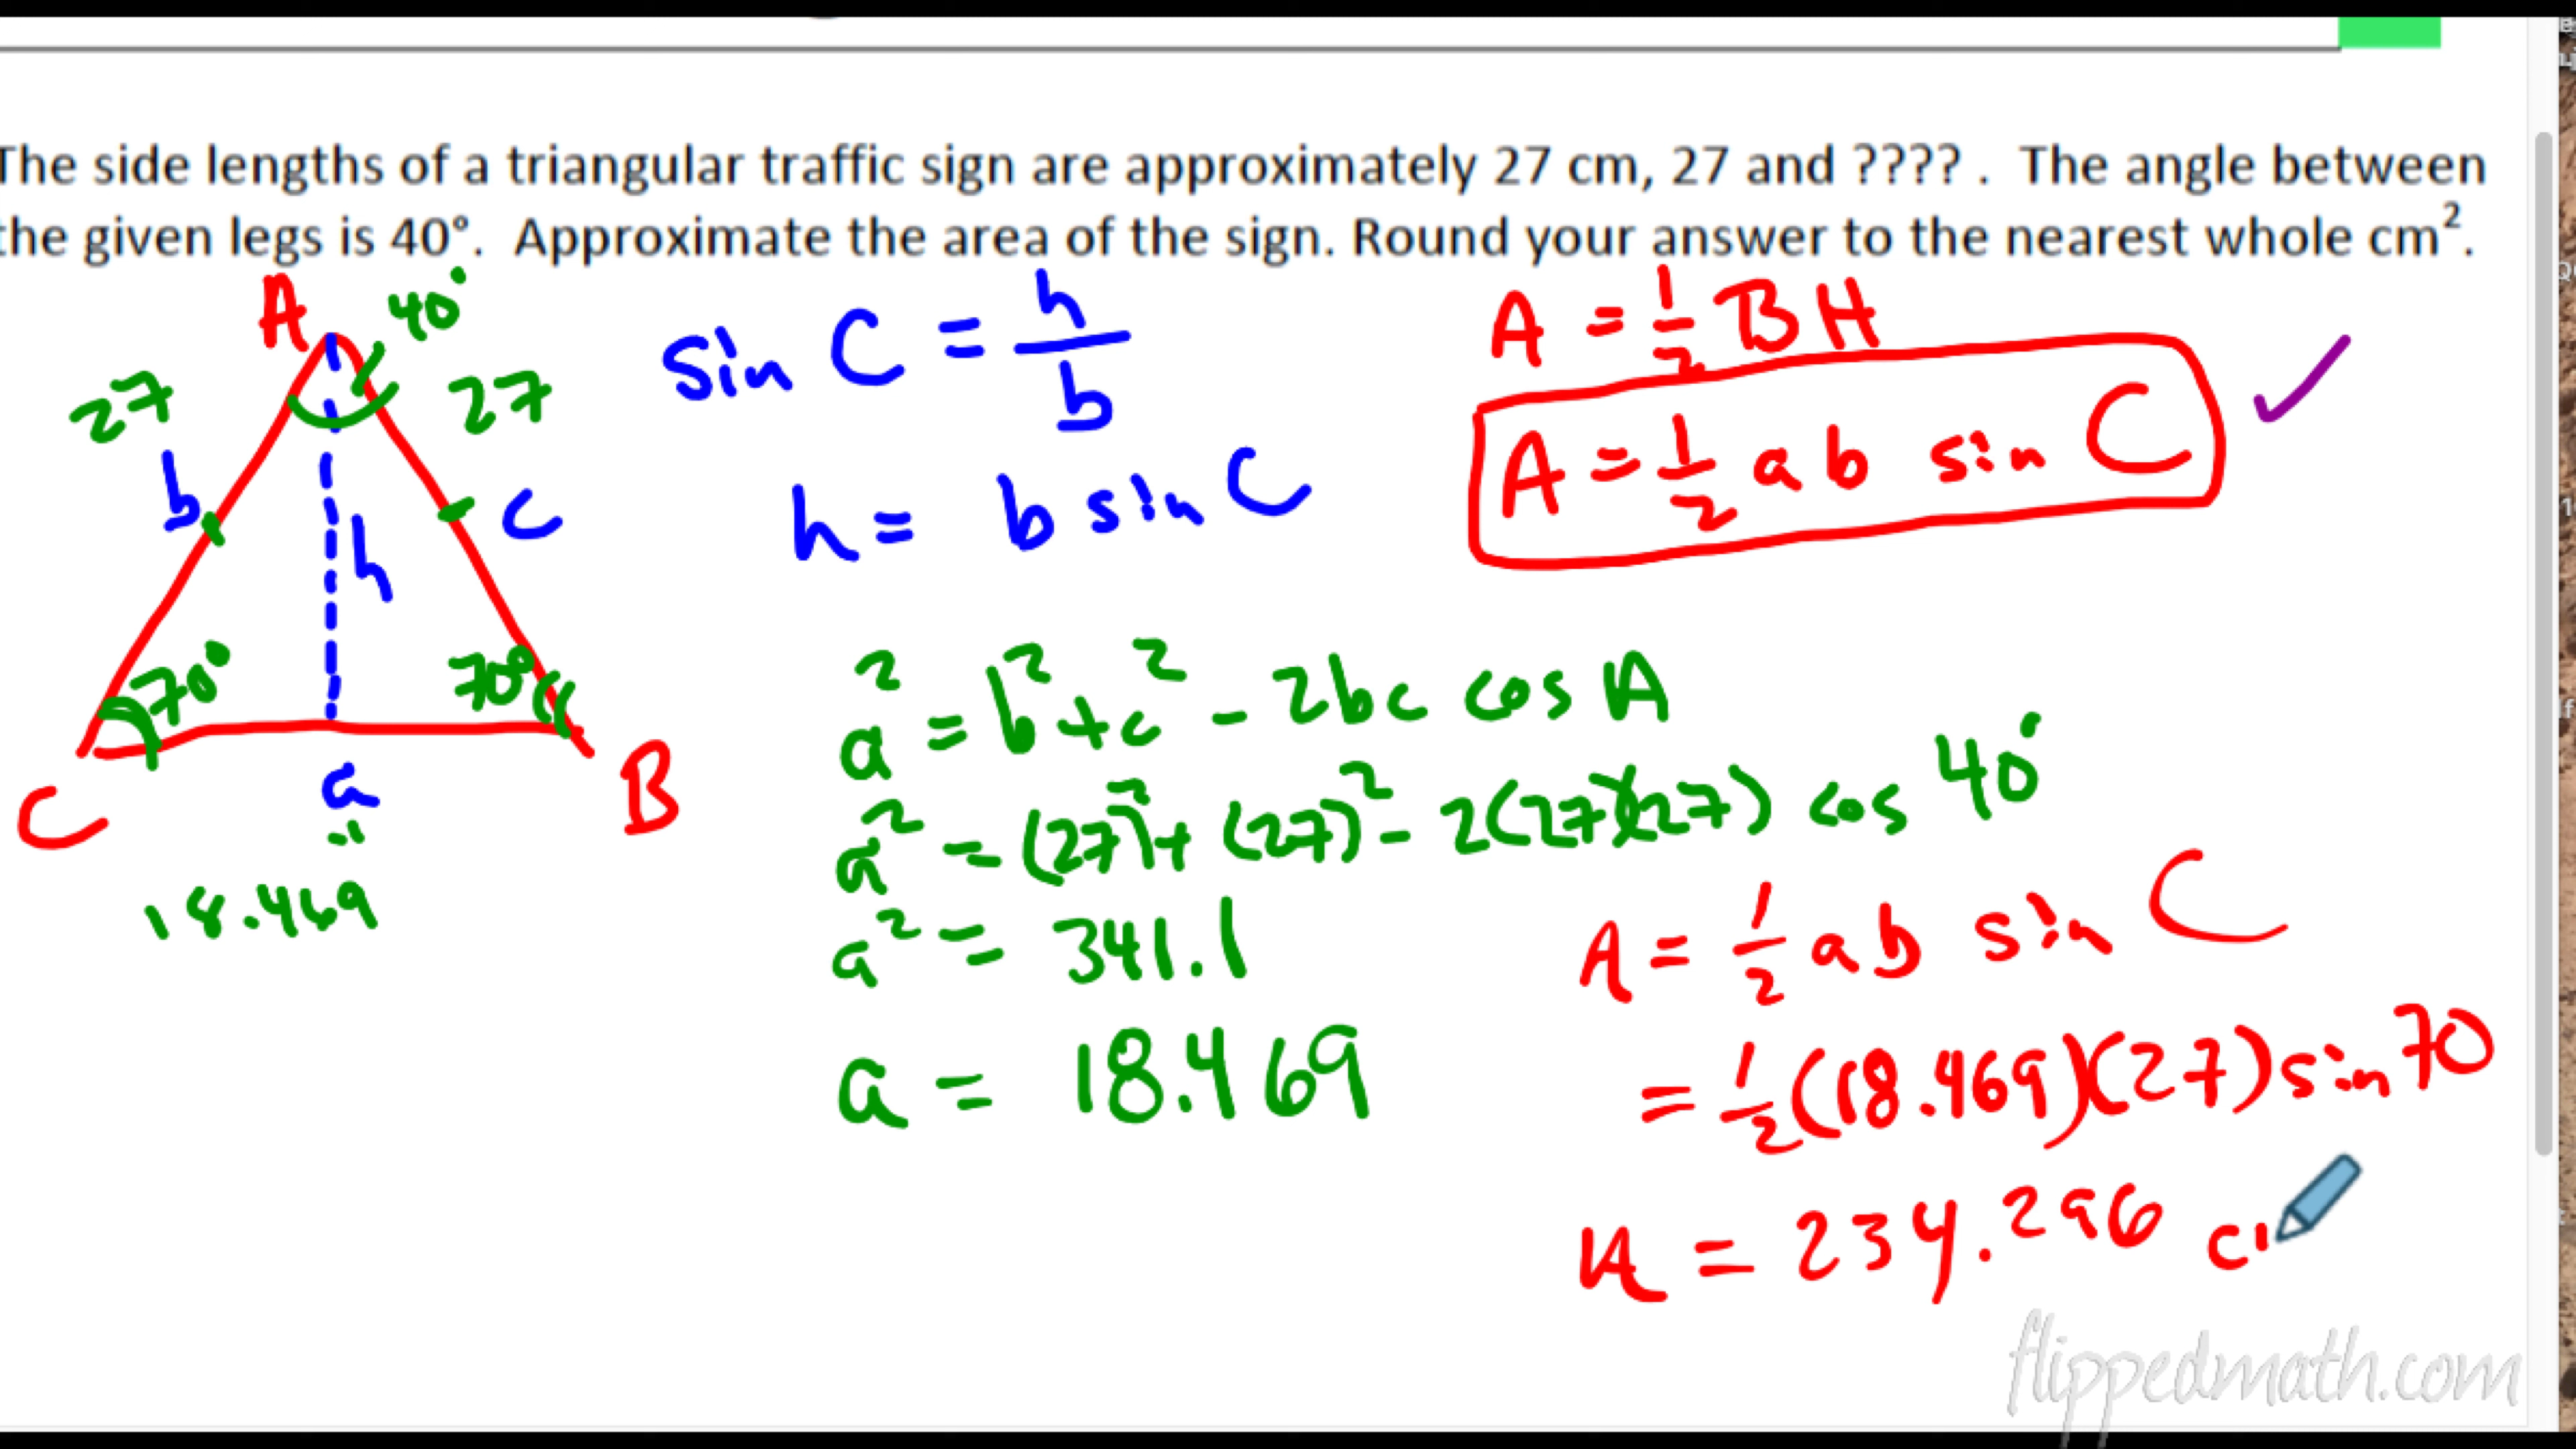 The side lengths of a triangular traffic sign are approximately 27 cm, 27 and ???? . The angle between
the given legs is 40°. Approximate the area of the sign. Round your answer to the nearest whole cm².
A
40°
27
27
b
c
h
70°
70°
C
a
B
=
18.469
sin C = h/b
h = b sin C
A = 1/2 BH
A = 1/2 ab sin C ✓
a² = b² + c² - 2bc cos A
a² = (27)² + (27)² - 2(27)(27) cos 40°
a² = 341.1
a = 18.469
A = 1/2 ab sin C
= 1/2 (18.469)(27) sin 70
A = 234.296 c
flippedmath.com